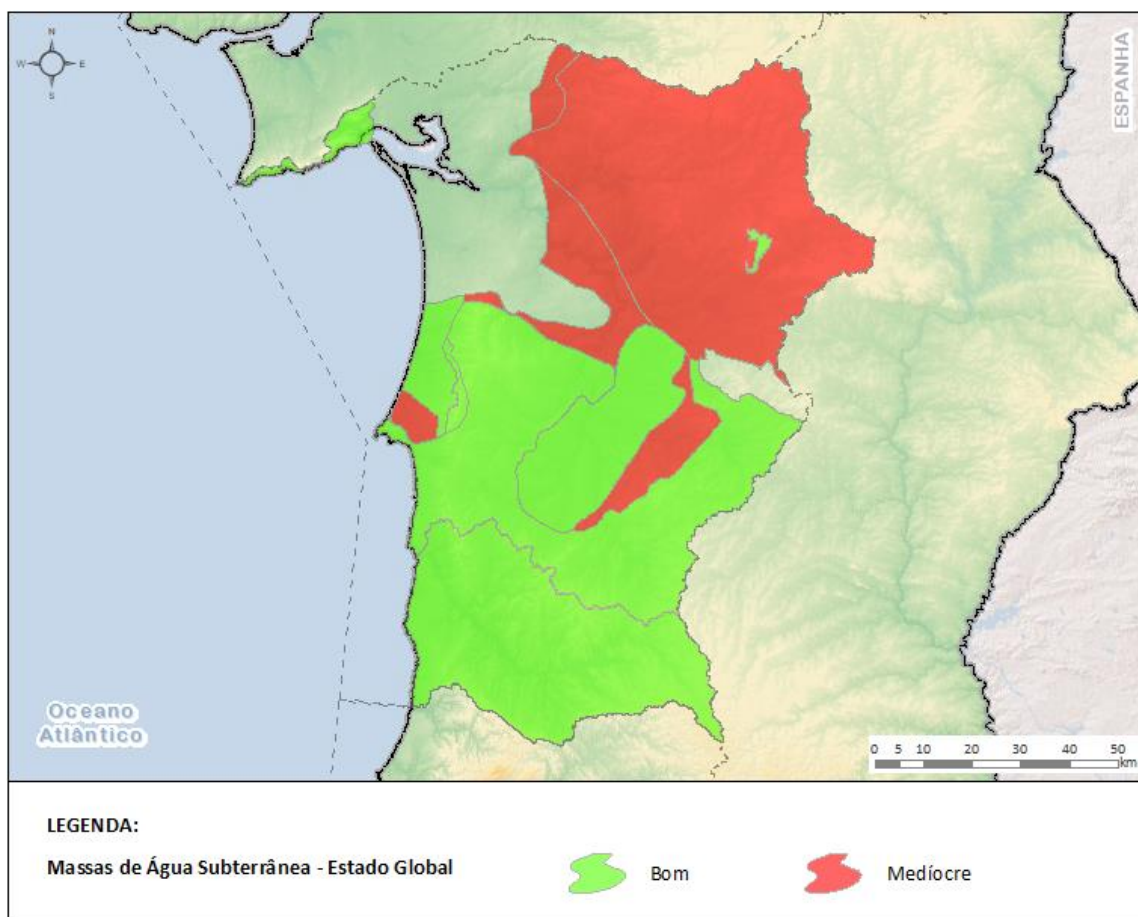 N
W E
S
ESPANHA
Oceano
Atlântico
0 5 10 20 30 40 50
km
LEGENDA:
Massas de Água Subterrânea - Estado Global
Bom
Medíocre